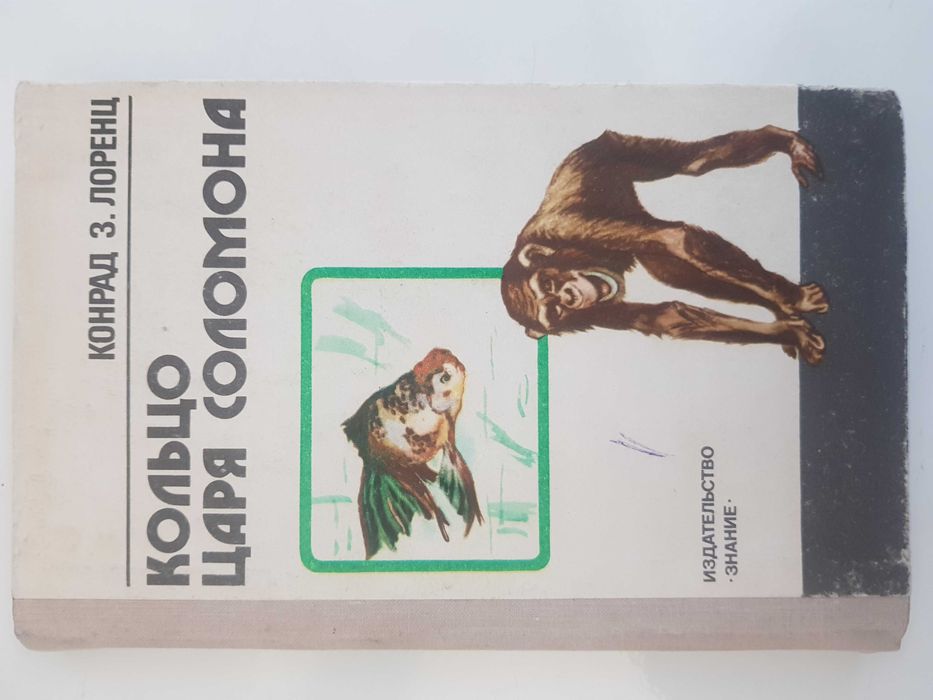 КОНРАД З. ЛОРЕНЦ
КОЛЬЦО
ЦАРЯ СОЛОМОНА
ИЗДАТЕЛЬСТВО
·ЗНАНИЕ·